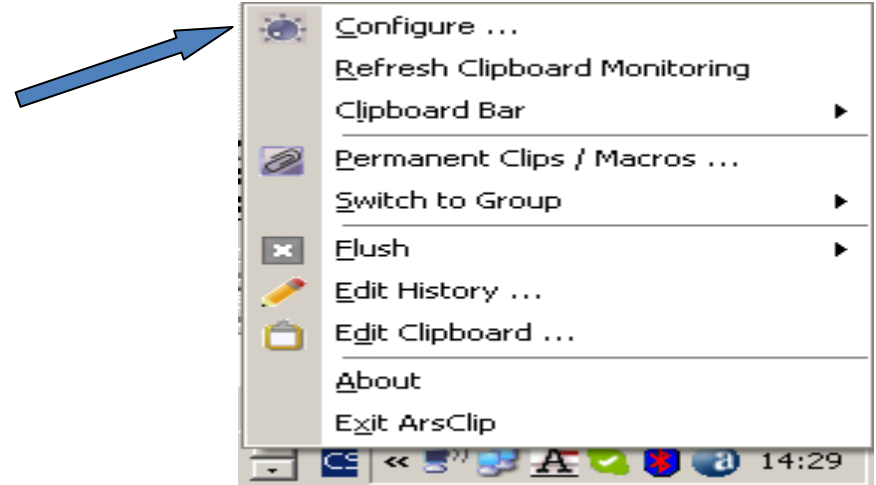 Configure ...
Refresh Clipboard Monitoring
Clipboard Bar
Permanent Clips / Macros ...
Switch to Group
Flush
Edit History ...
Edit Clipboard ...
About
Exit ArsClip
CS « A a 14:29